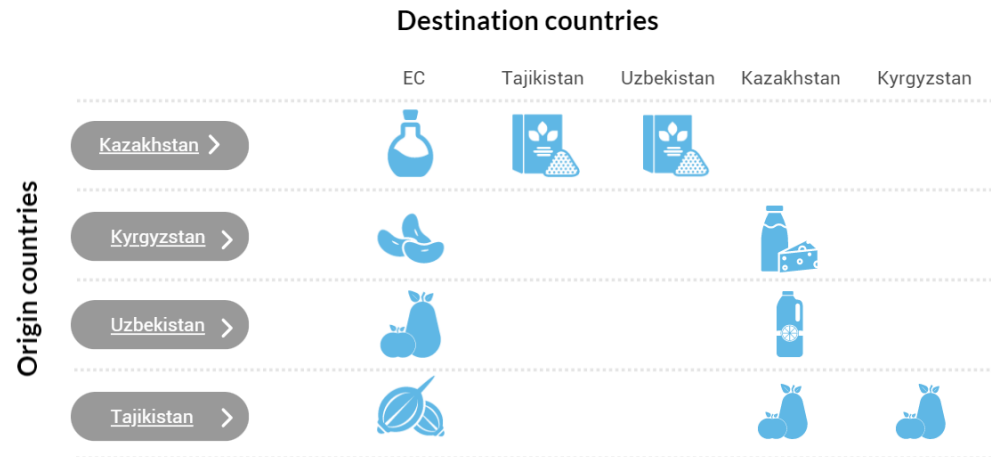 Destination countries
EC Tajikistan Uzbekistan Kazakhstan Kyrgyzstan
Origin countries
Kazakhstan
Kyrgyzstan
Uzbekistan
Tajikistan